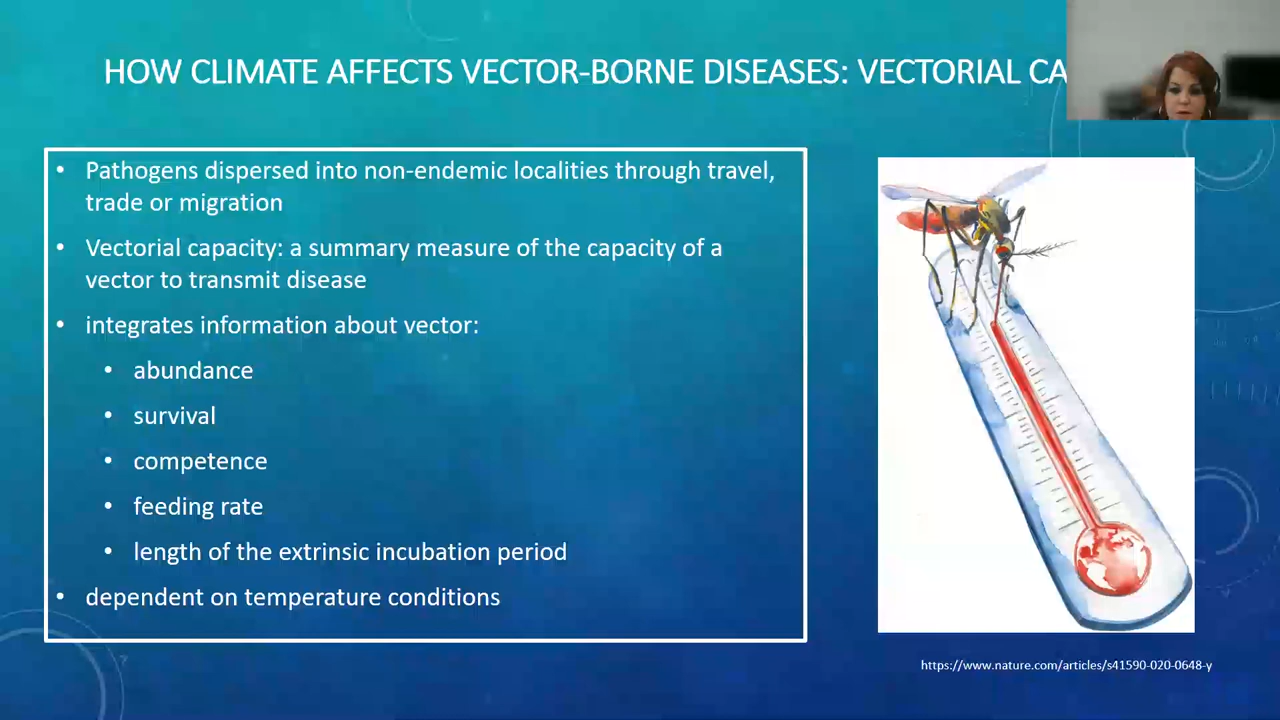 HOW CLIMATE AFFECTS VECTOR-BORNE DISEASES: VECTORIAL CA
• Pathogens dispersed into non-endemic localities through travel,
trade or migration
• Vectorial capacity: a summary measure of the capacity of a
vector to transmit disease
• integrates information about vector:
• abundance
• survival
• competence
• feeding rate
• length of the extrinsic incubation period
• dependent on temperature conditions
https://www.nature.com/articles/s41590-020-0648-y